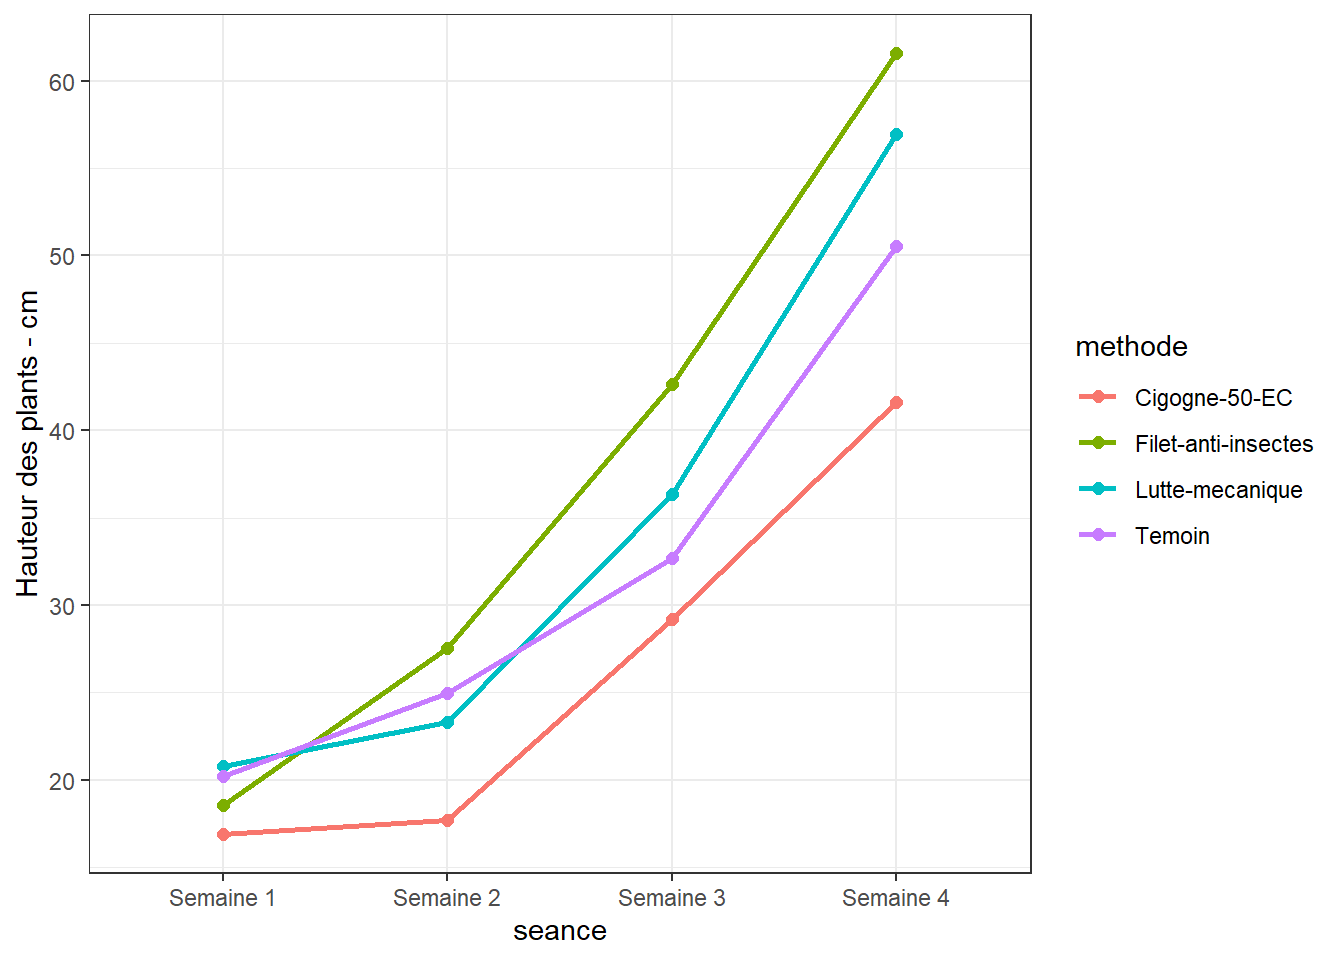 60
50
40
30
20
Hauteur des plants - cm
Semaine 1
Semaine 2
Semaine 3
Semaine 4
seance
methode
Cigogne-50-EC
Filet-anti-insectes
Lutte-mecanique
Temoin